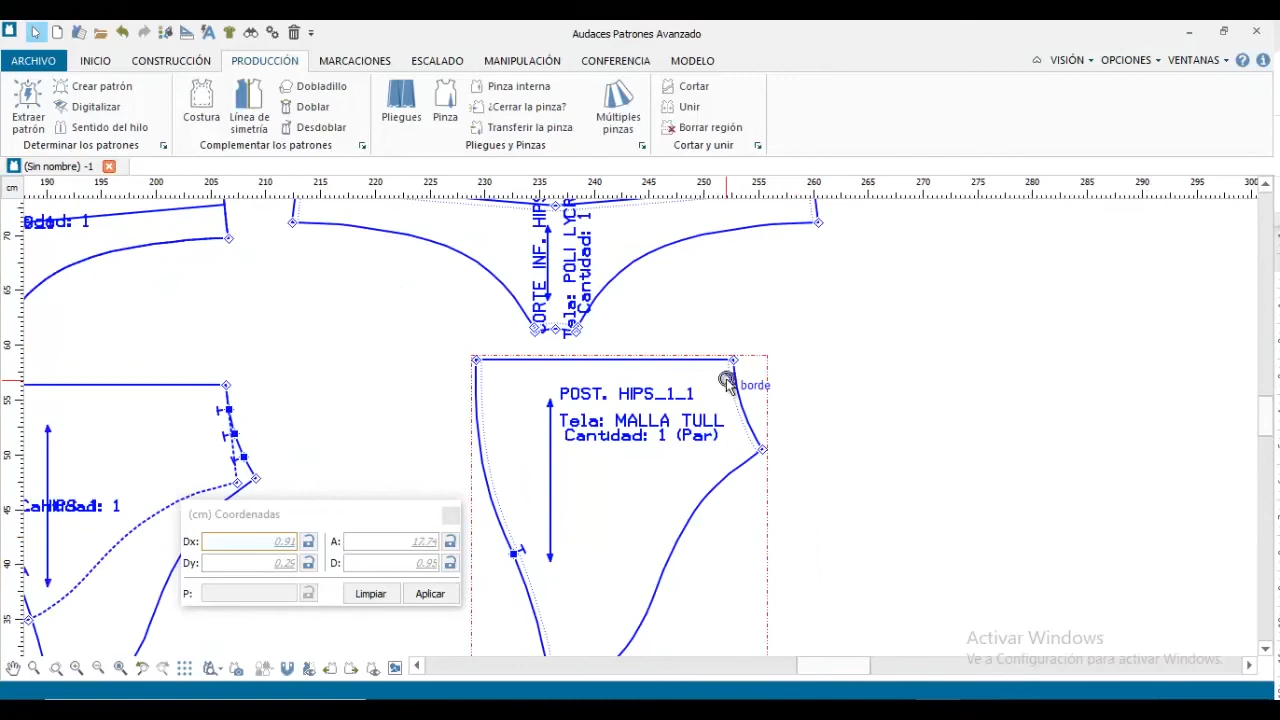 Audaces Patrones Avanzado
ARCHIVO INICIO CONSTRUCCIÓN PRODUCCIÓN MARCACIONES ESCALADO MANIPULACIÓN CONFERENCIA MODELO VISIÓN OPCIONES VENTANAS
Extraer patrón
Crear patrón
Digitalizar
Sentido del hilo
Determinar los patrones
Costura
Línea de simetría
Dobladillo
Doblar
Desdoblar
Complementar los patrones
Pliegues
Pinza
Pinza interna
¿Cerrar la pinza?
Transferir la pinza
Múltiples pinzas
Pliegues y Pinzas
Cortar
Unir
Borrar región
Cortar y unir
(Sin nombre) -1
cm 190 195 200 205 210 215 220 225 230 235 240 245 250 255 260 265 270 275 280 285 290 295 300
70
65
60
55
50
45
40
35
dad: 1
Tela: POLI LYCR
Cantidad: 1
POST. HIPS_1_1
Tela: MALLA TULL
Cantidad: 1 (Par)
borde
(cm) Coordenadas
Dx: 0.91 A: 17.74
Dy: 0.29 D: 0.95
P:
Limpiar Aplicar
Activar Windows
Ve a Configuración para activar Windows.